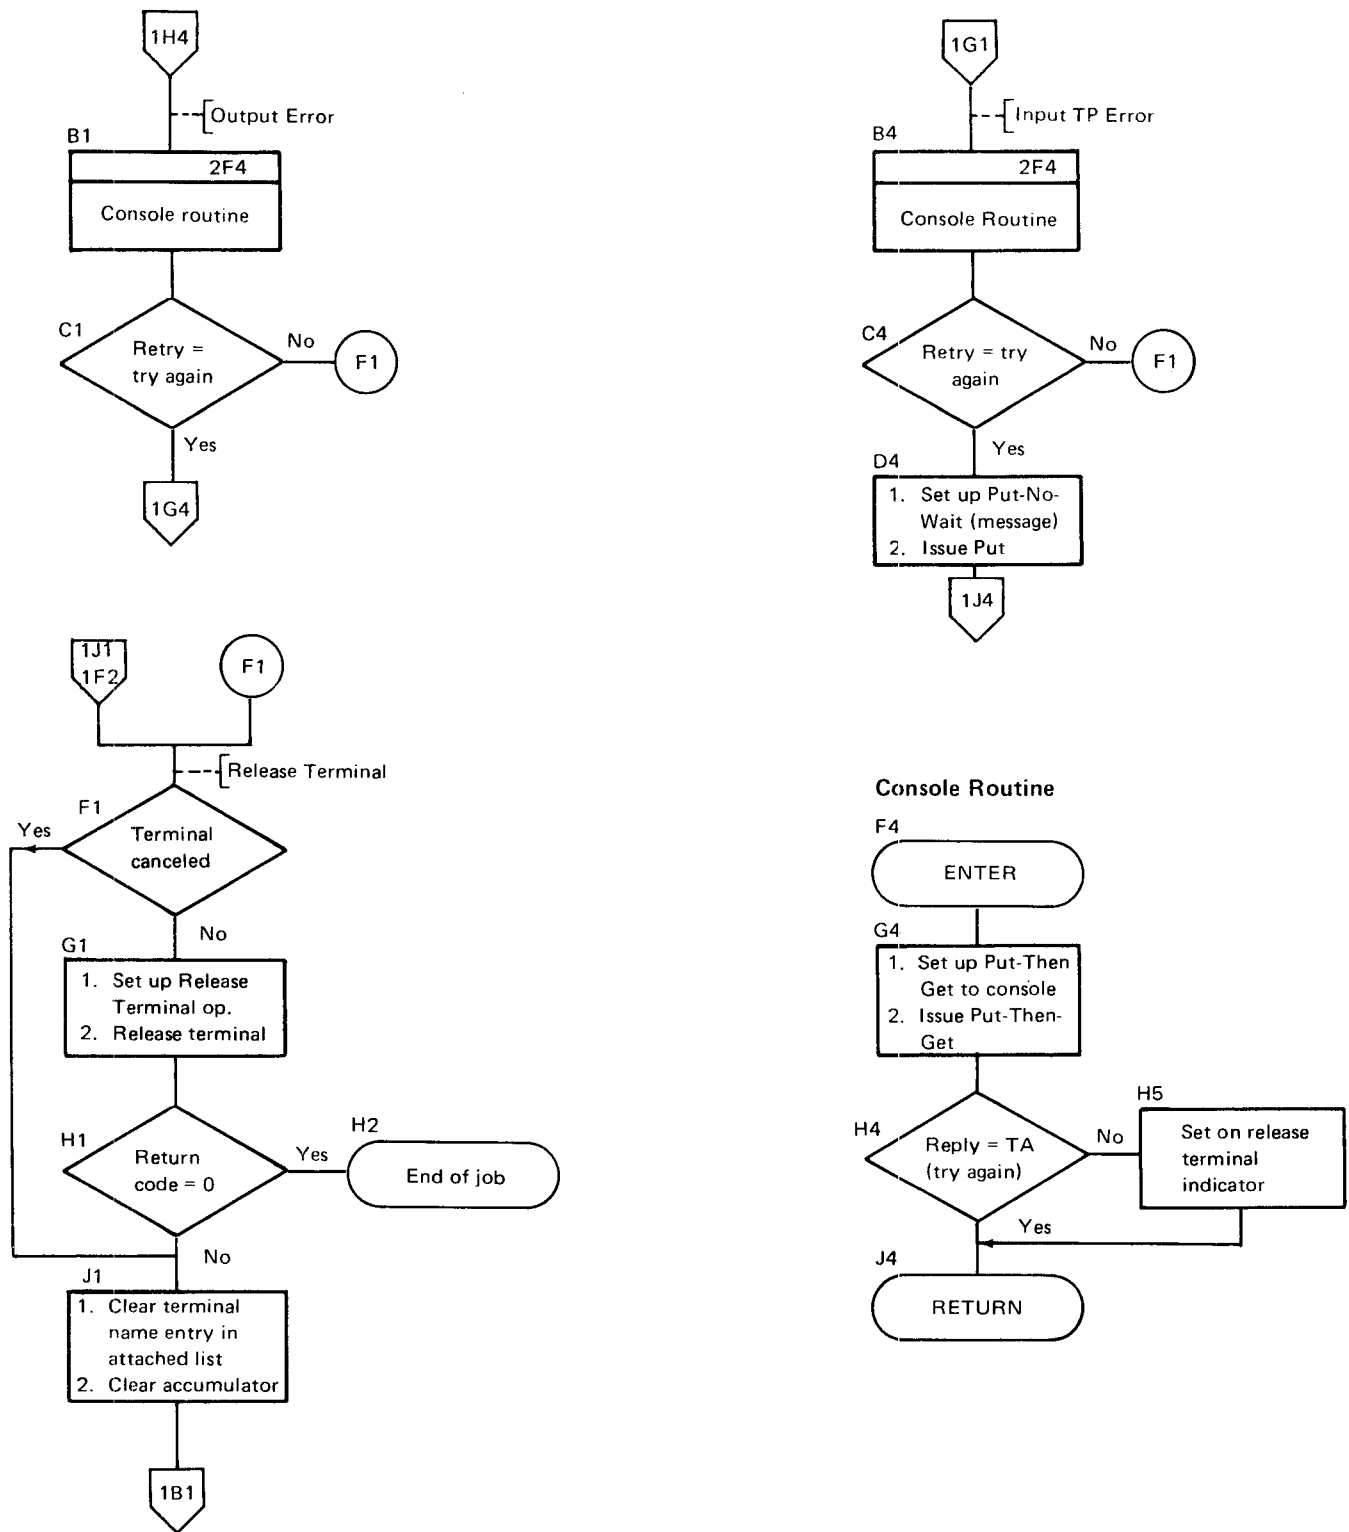 1H4
Output Error
B1
2F4
Console routine
C1
Retry =
try again
No
F1
Yes
1G4
1G1
Input TP Error
B4
2F4
Console Routine
C4
Retry = try
again
No
F1
Yes
D4
1. Set up Put-No-
Wait (message)
2. Issue Put
1J4
1J1
1F2
F1
Release Terminal
F1
Yes
Terminal
canceled
No
G1
1. Set up Release
Terminal op.
2. Release terminal
H1
Return
code = 0
Yes
H2
End of job
No
J1
1. Clear terminal
name entry in
attached list
2. Clear accumulator
1B1
Console Routine
F4
ENTER
G4
1. Set up Put-Then
Get to console
2. Issue Put-Then-
Get
H4
Reply = TA
(try again)
No
H5
Set on release
terminal
indicator
Yes
J4
RETURN